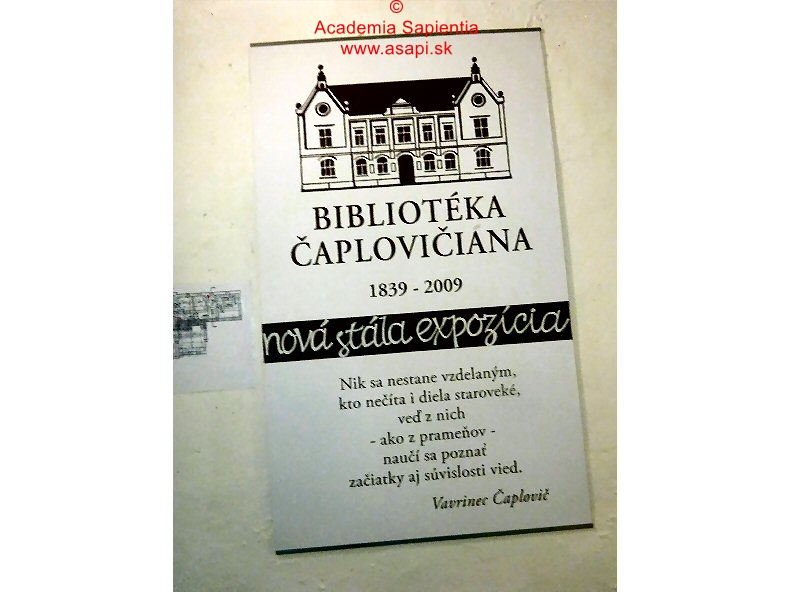 ©
Academia Sapientia
www.asapi.sk
BIBLIOTÉKA
ČAPLOVIČIANA
1839 - 2009
nová stála expozícia
Nik sa nestane vzdelaným,
kto nečíta i diela staroveké,
veď z nich
- ako z prameňov -
naučí sa poznať
začiatky aj súvislosti vied.
Vavrinec Čaplovič